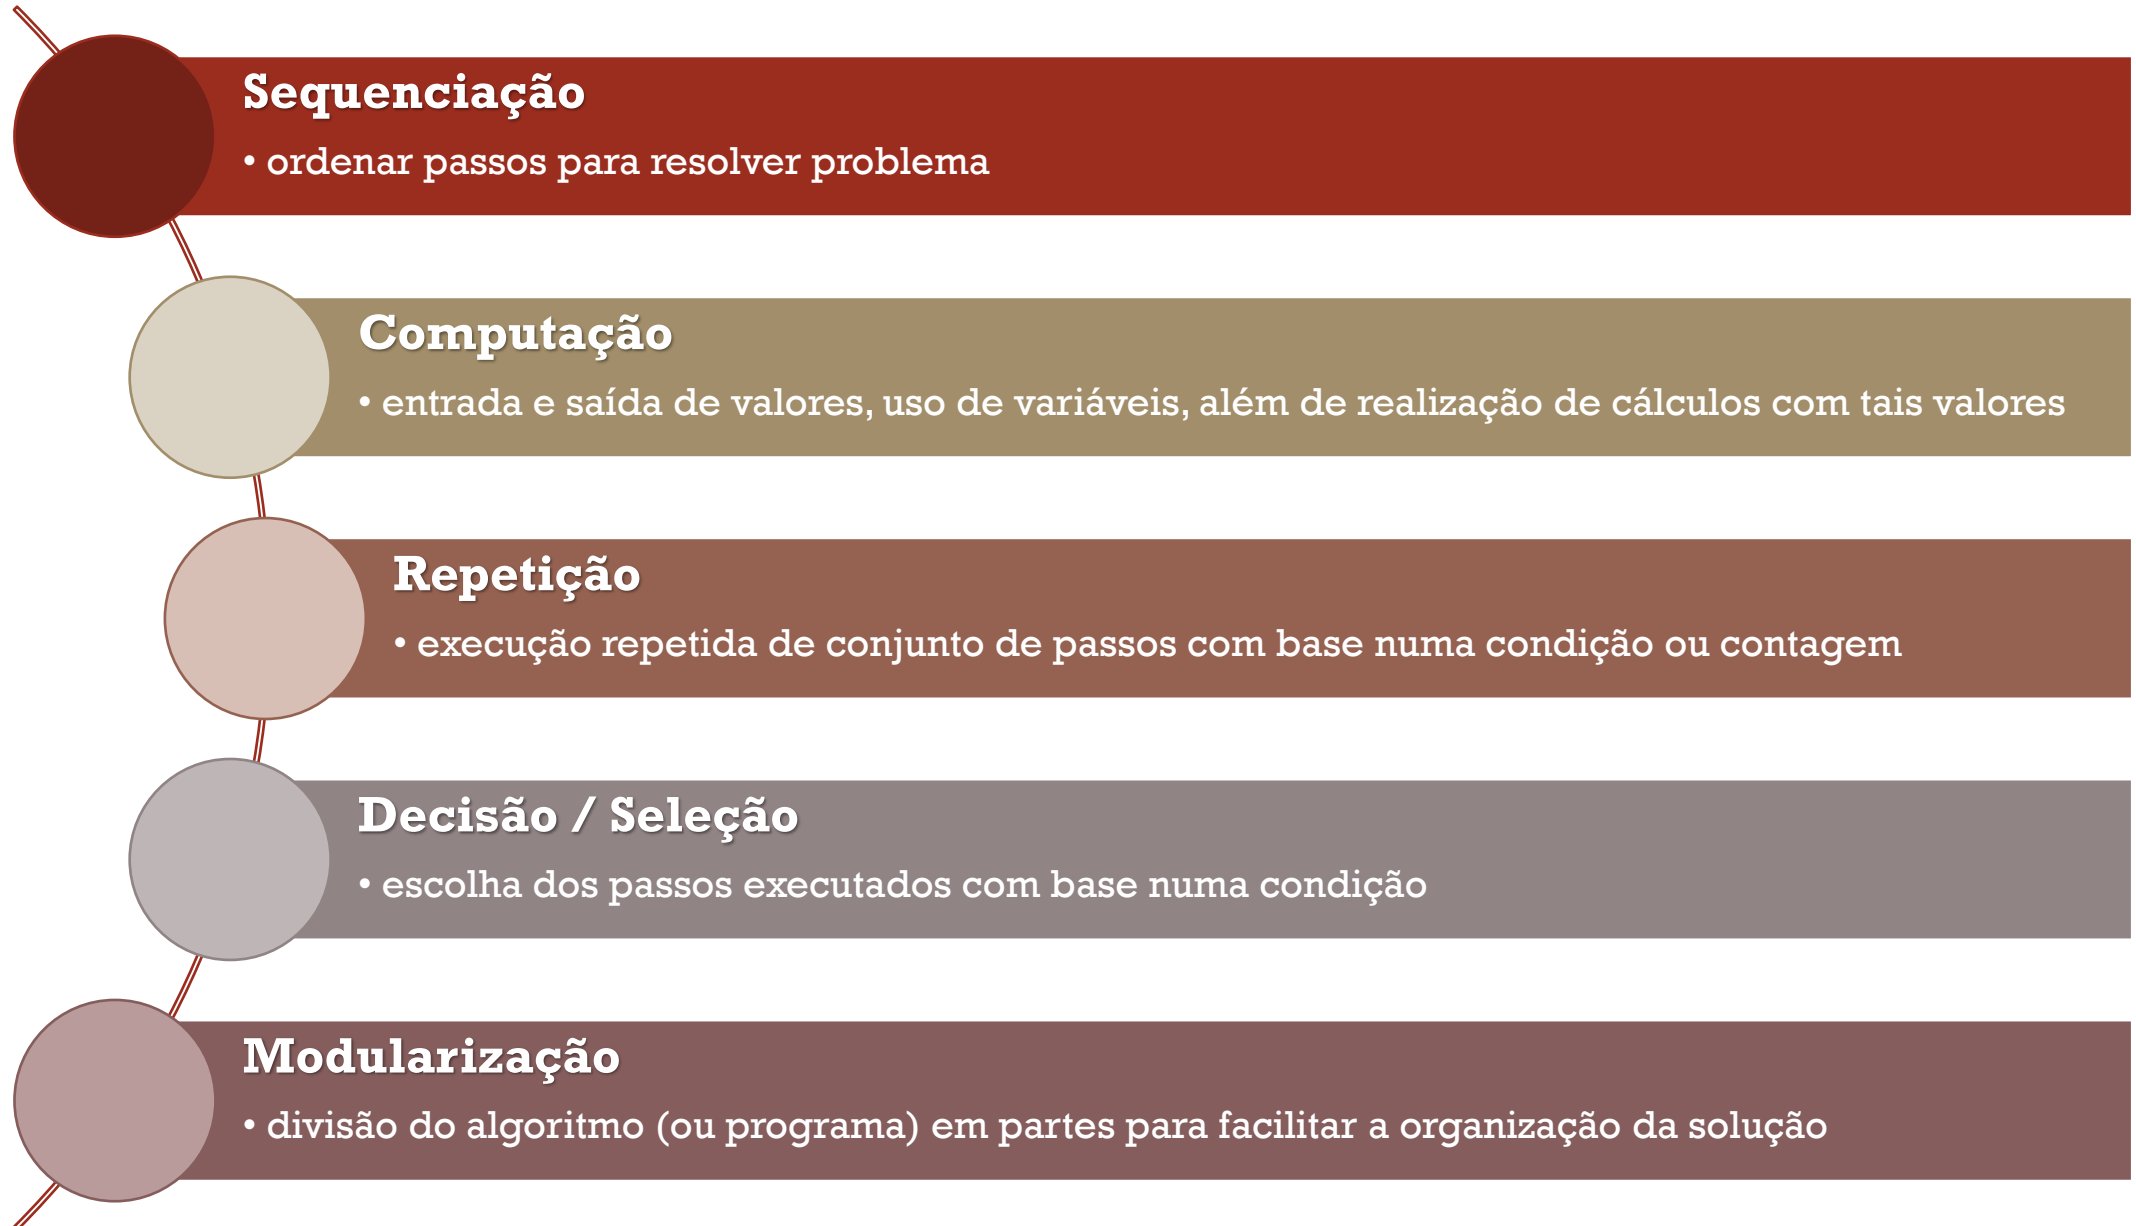 Sequenciação
• ordenar passos para resolver problema
Computação
• entrada e saída de valores, uso de variáveis, além de realização de cálculos com tais valores
Repetição
• execução repetida de conjunto de passos com base numa condição ou contagem
Decisão / Seleção
• escolha dos passos executados com base numa condição
Modularização
• divisão do algoritmo (ou programa) em partes para facilitar a organização da solução